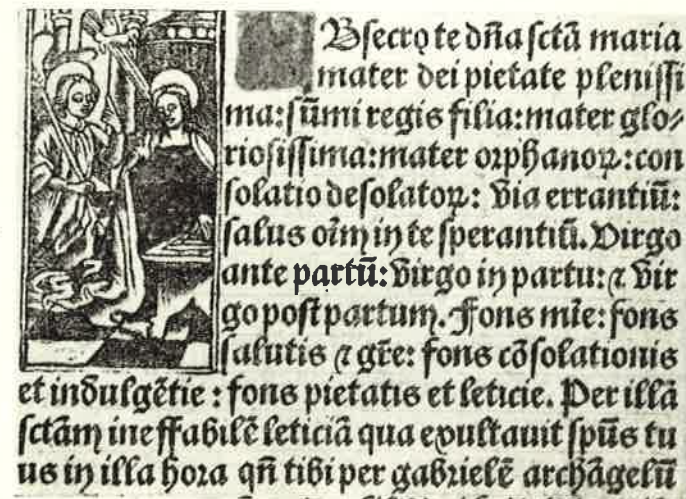 Bsecro te dña sctã maria
mater dei pietate plenissi
ma: sũmi regis filia: mater glo⸗
riosissima: mater orphanoꝝ: con
solatio desolatoꝝ: via errantiũ:
salus oĩm in te sperantiũ. Virgo
ante partũ: virgo in partu: ⁊ vir
go post partum. Fons mĩe: fons
salutis ⁊ grẽ: fons cõsolationis
et indulgẽtie: fons pietatis et leticie. Per illã
sctãm ineffabilẽ leticiã qua exultauit spũs tu
us in illa hora qñ tibi per gabrielẽ archãgelũ